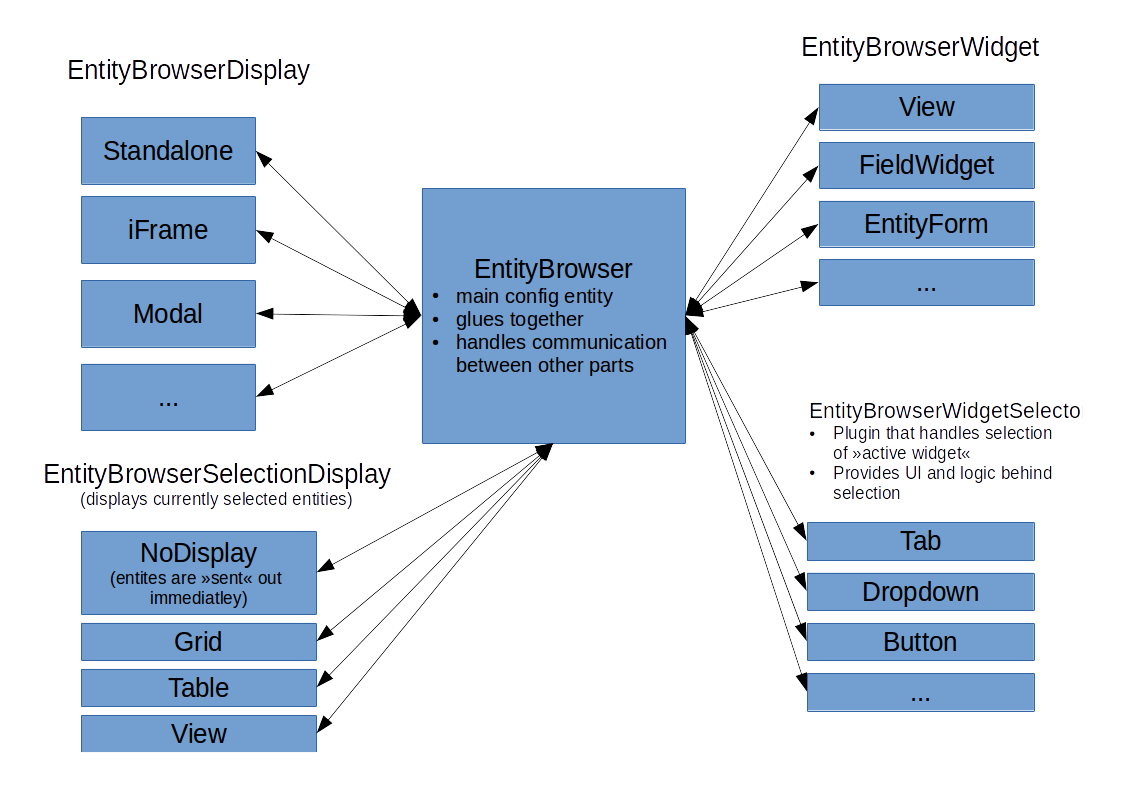 EntityBrowserDisplay
Standalone
iFrame
Modal
...
EntityBrowserSelectionDisplay
(displays currently selected entities)
NoDisplay
(entites are »sent« out
immediatley)
Grid
Table
View
EntityBrowser
• main config entity
• glues together
• handles communication
between other parts
EntityBrowserWidget
View
FieldWidget
EntityForm
...
EntityBrowserWidgetSelecto
• Plugin that handles selection
of »active widget«
• Provides UI and logic behind
selection
Tab
Dropdown
Button
...